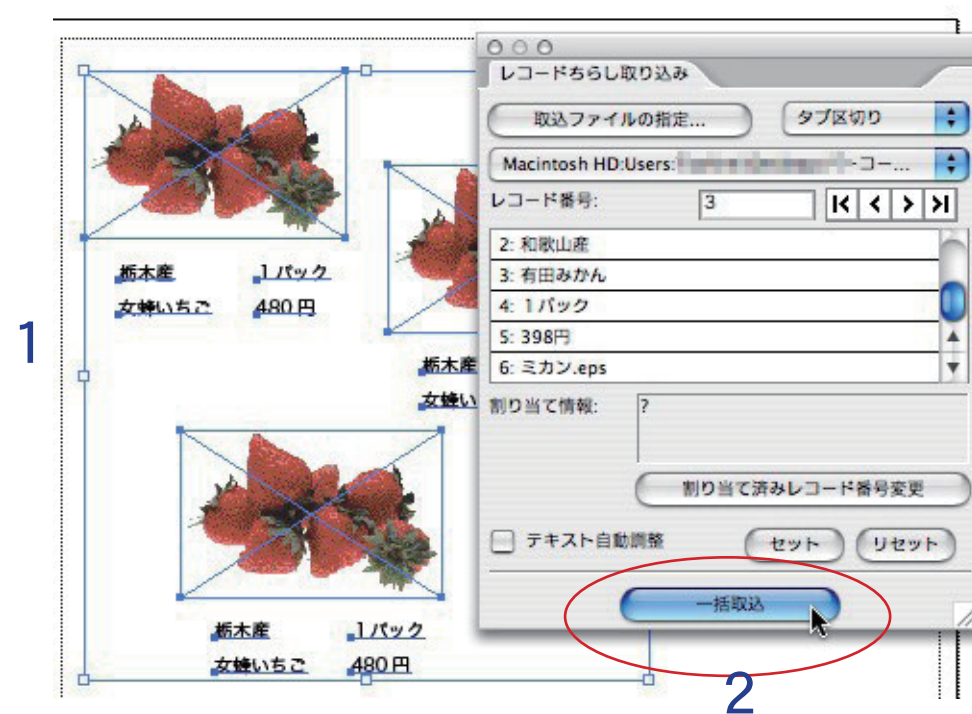 1
栃木産 1パック
女蜂いちご 480円
栃木産
女蜂い
栃木産 1パック
女蜂いちご 480円
レコードちらし取り込み
取込ファイルの指定... タブ区切り
Macintosh HD:Users: -コー...
レコード番号: 3
2: 和歌山産
3: 有田みかん
4: 1パック
5: 398円
6: ミカン.eps
割り当て情報: ?
割り当て済みレコード番号変更
テキスト自動調整 セット リセット
一括取込
2